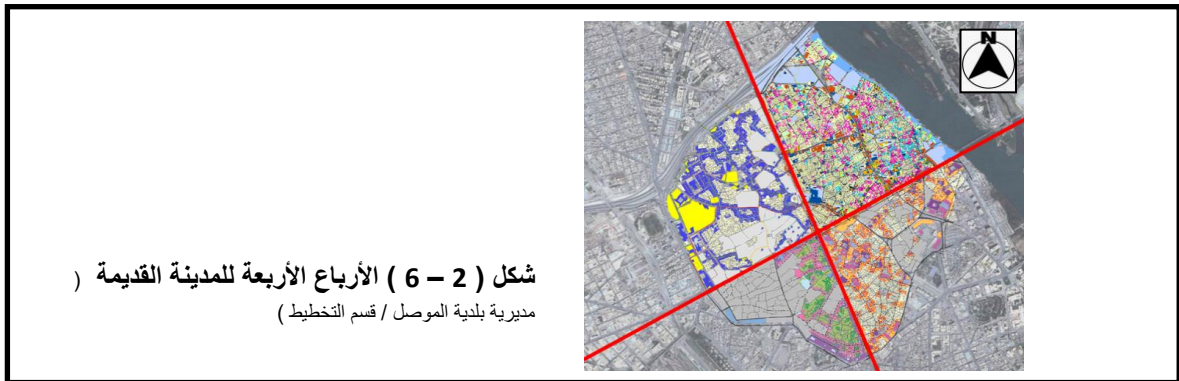 N
شكل ( 2 – 6 ) الأرباع الأربعة للمدينة القديمة (
مديرية بلدية الموصل / قسم التخطيط )